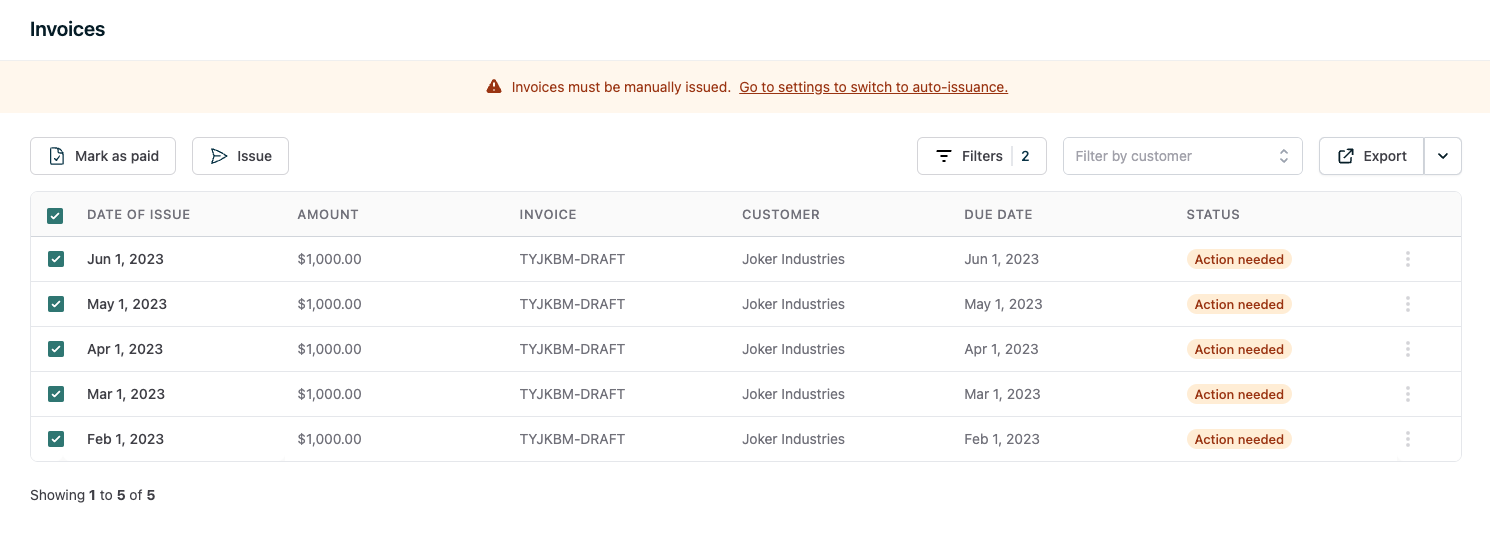 Invoices
Invoices must be manually issued. Go to settings to switch to auto-issuance.
Mark as paid Issue Filters 2 Filter by customer Export
DATE OF ISSUE AMOUNT INVOICE CUSTOMER DUE DATE STATUS
Jun 1, 2023 $1,000.00 TYJKBM-DRAFT Joker Industries Jun 1, 2023 Action needed
May 1, 2023 $1,000.00 TYJKBM-DRAFT Joker Industries May 1, 2023 Action needed
Apr 1, 2023 $1,000.00 TYJKBM-DRAFT Joker Industries Apr 1, 2023 Action needed
Mar 1, 2023 $1,000.00 TYJKBM-DRAFT Joker Industries Mar 1, 2023 Action needed
Feb 1, 2023 $1,000.00 TYJKBM-DRAFT Joker Industries Feb 1, 2023 Action needed
Showing 1 to 5 of 5